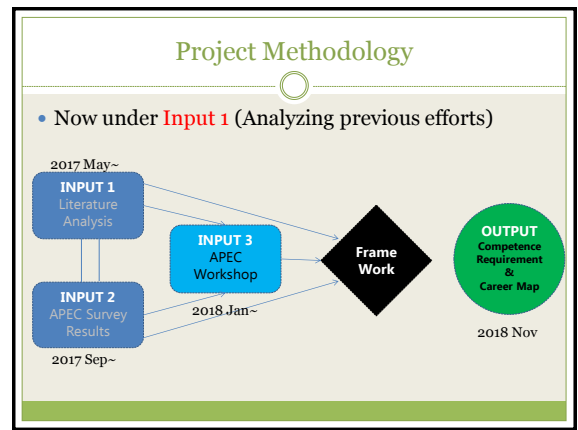 Project Methodology
• Now under Input 1 (Analyzing previous efforts)
2017 May~
INPUT 1
Literature
Analysis
INPUT 2
APEC Survey
Results
2017 Sep~
INPUT 3
APEC
Workshop
2018 Jan~
Frame
Work
OUTPUT
Competence
Requirement
&
Career Map
2018 Nov